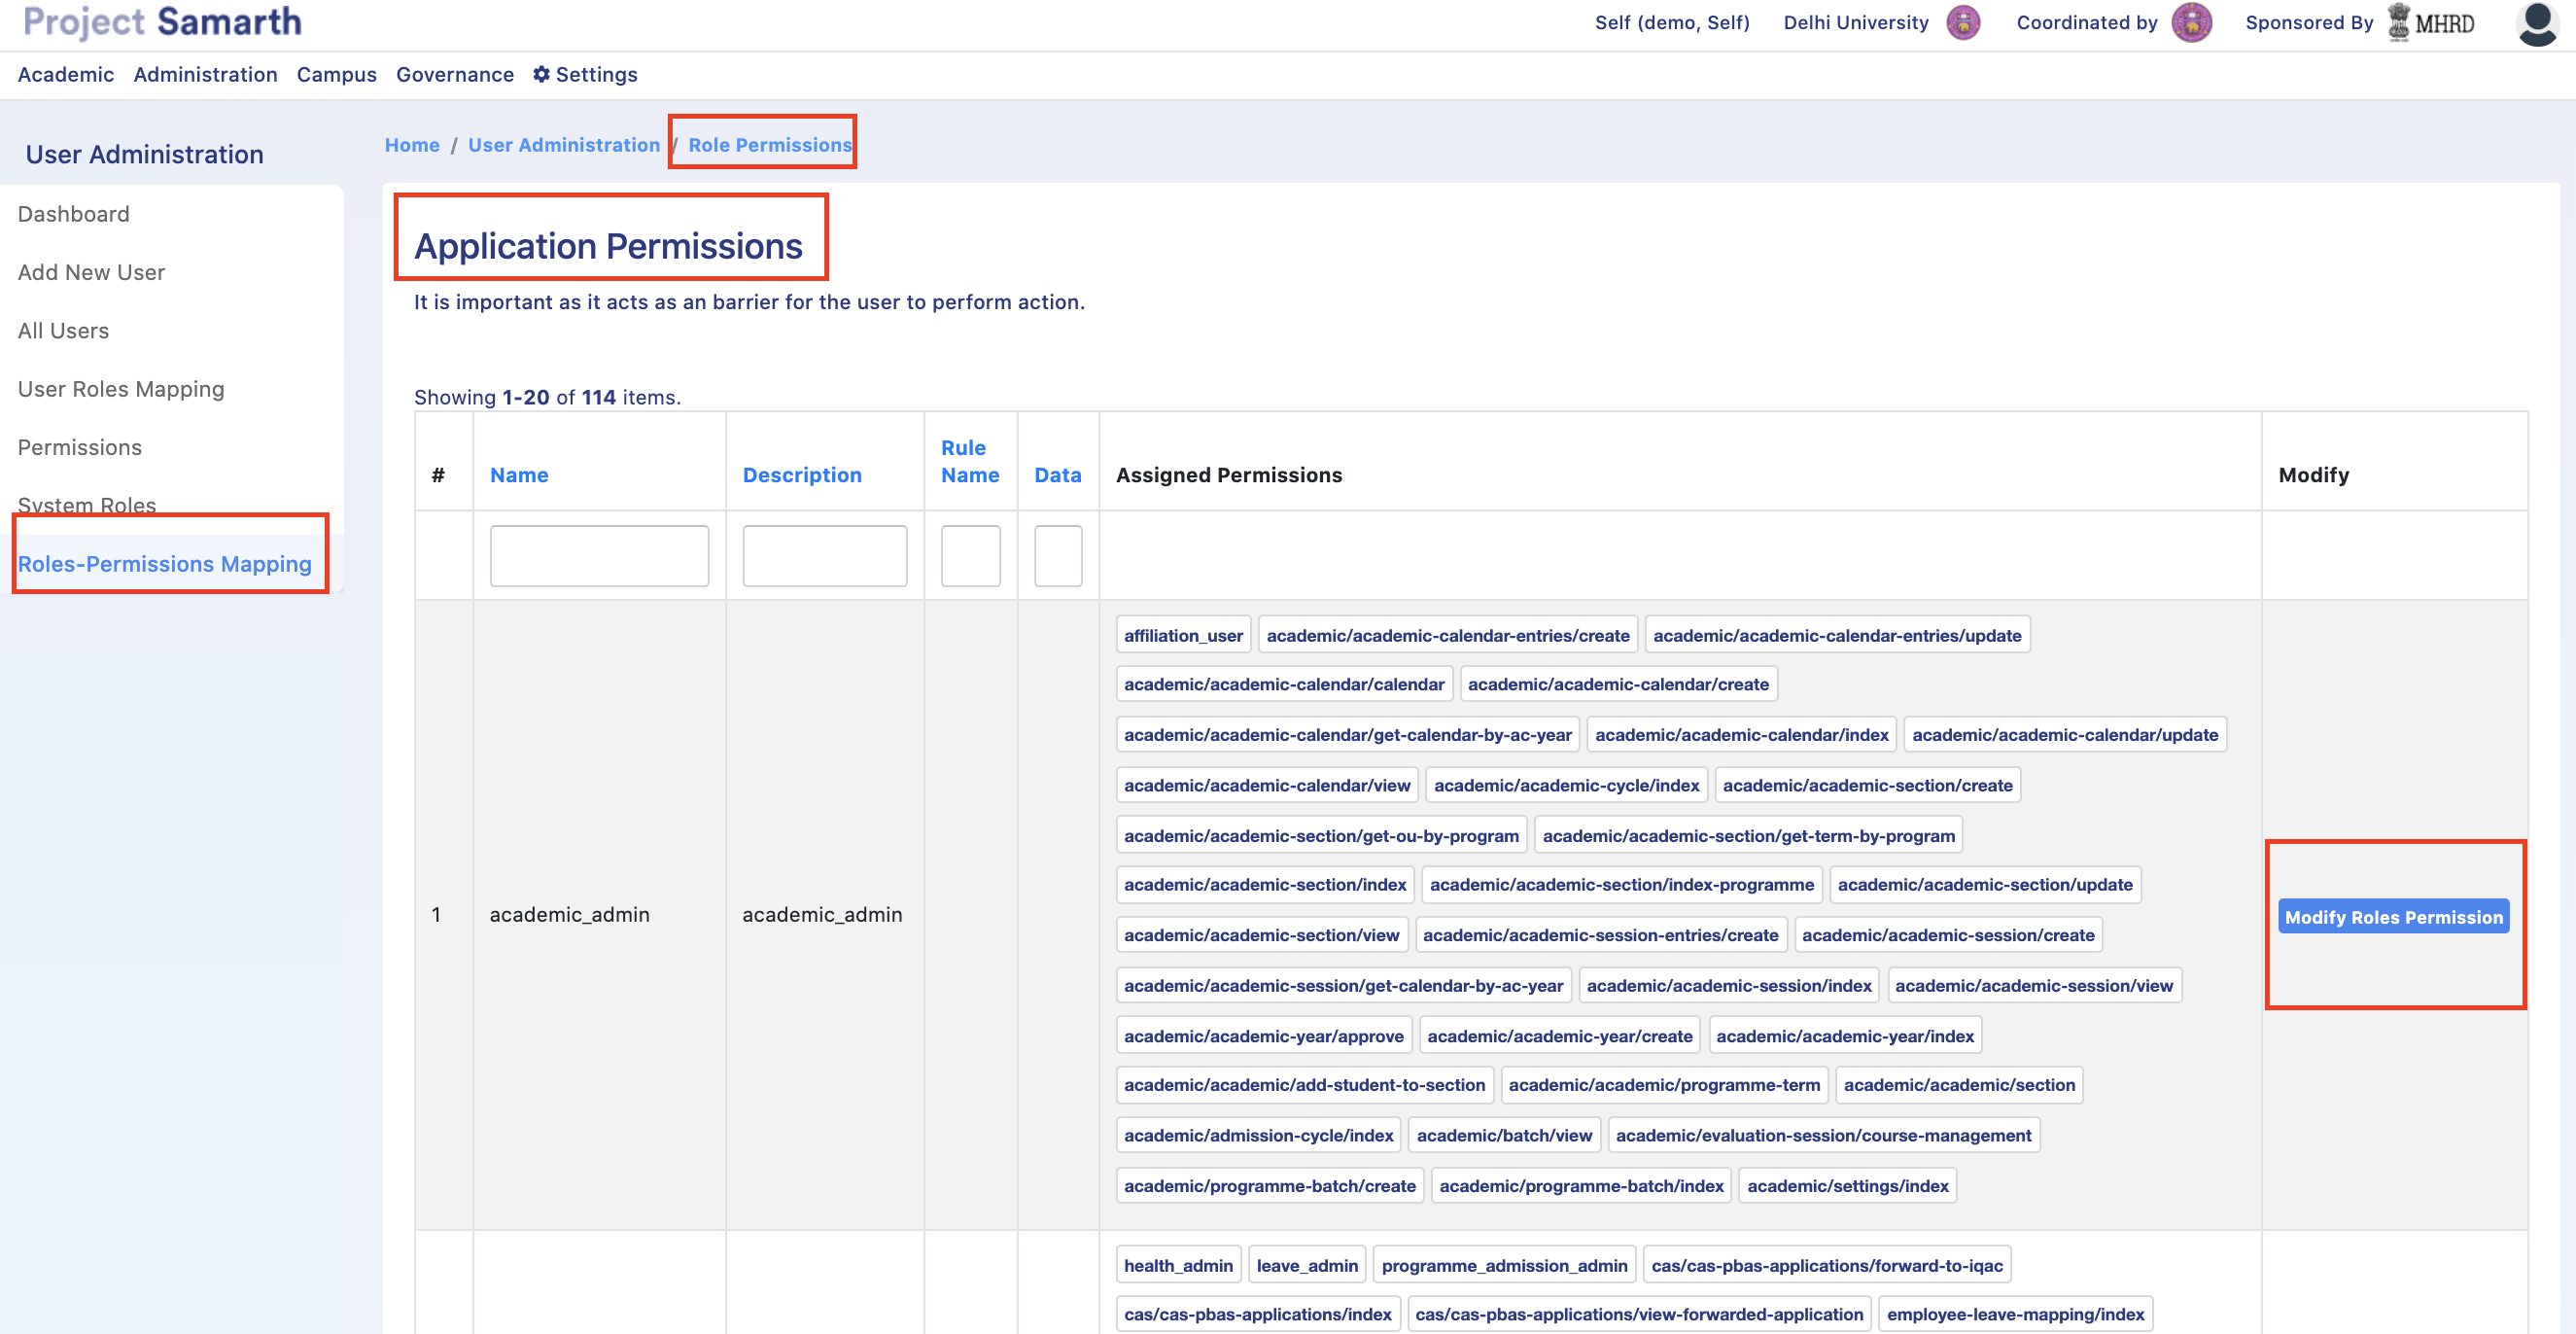 Project Samarth
Self (demo, Self) Delhi University Coordinated by Sponsored By MHRD
Academic Administration Campus Governance Settings
User Administration
Dashboard
Add New User
All Users
User Roles Mapping
Permissions
System Roles
Roles-Permissions Mapping
Home / User Administration / Role Permissions
Application Permissions
It is important as it acts as an barrier for the user to perform action.
Showing 1-20 of 114 items.
# Name Description Rule Name Data Assigned Permissions Modify
1 academic_admin academic_admin
affiliation_user academic/academic-calendar-entries/create academic/academic-calendar-entries/update
academic/academic-calendar/calendar academic/academic-calendar/create
academic/academic-calendar/get-calendar-by-ac-year academic/academic-calendar/index academic/academic-calendar/update
academic/academic-calendar/view academic/academic-cycle/index academic/academic-section/create
academic/academic-section/get-ou-by-program academic/academic-section/get-term-by-program
academic/academic-section/index academic/academic-section/index-programme academic/academic-section/update
academic/academic-section/view academic/academic-session-entries/create academic/academic-session/create
academic/academic-session/get-calendar-by-ac-year academic/academic-session/index academic/academic-session/view
academic/academic-year/approve academic/academic-year/create academic/academic-year/index
academic/academic/add-student-to-section academic/academic/programme-term academic/academic/section
academic/admission-cycle/index academic/batch/view academic/evaluation-session/course-management
academic/programme-batch/create academic/programme-batch/index academic/settings/index
Modify Roles Permission
health_admin leave_admin programme_admission_admin cas/cas-pbas-applications/forward-to-iqac
cas/cas-pbas-applications/index cas/cas-pbas-applications/view-forwarded-application employee-leave-mapping/index